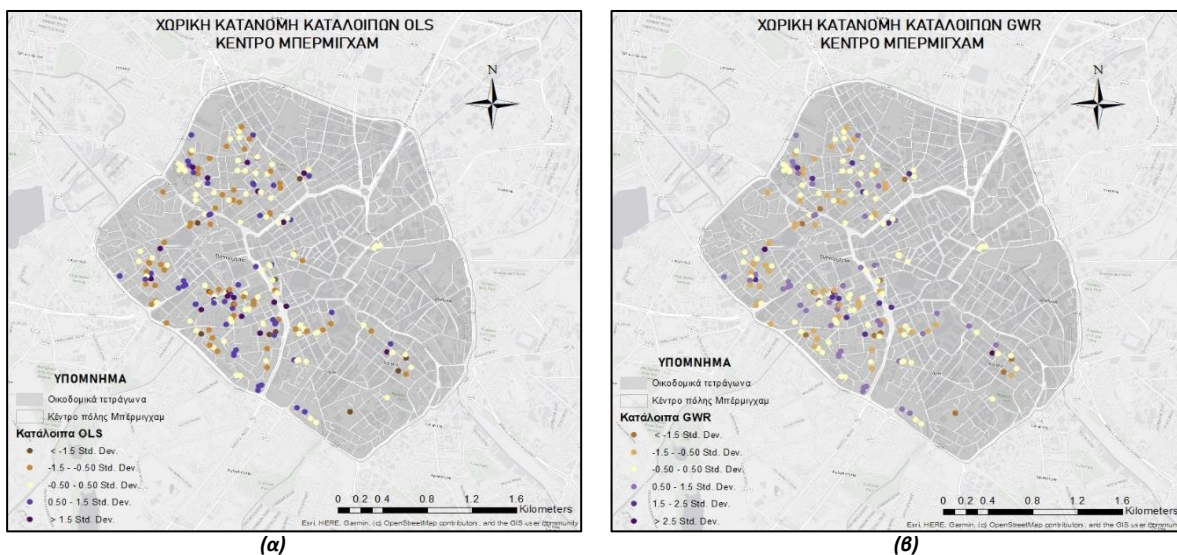 ΧΩΡΙΚΗ ΚΑΤΑΝΟΜΗ ΚΑΤΑΛΟΙΠΩΝ OLS
ΚΕΝΤΡΟ ΜΠΕΡΜΙΓΧΑΜ
N
ΥΠΟΜΝΗΜΑ
Οικοδομικά τετράγωνα
Κέντρο πόλης Μπέρμιγχαμ
Κατάλοιπα OLS
< -1.5 Std. Dev.
-1.5 - -0.50 Std. Dev.
-0.50 - 0.50 Std. Dev.
0.50 - 1.5 Std. Dev.
> 1.5 Std. Dev.
0 0.2 0.4 0.8 1.2 1.6
Kilometers
Esri, HERE, Garmin, (c) OpenStreetMap contributors, and the GIS user community
(α)
ΧΩΡΙΚΗ ΚΑΤΑΝΟΜΗ ΚΑΤΑΛΟΙΠΩΝ GWR
ΚΕΝΤΡΟ ΜΠΕΡΜΙΓΧΑΜ
N
ΥΠΟΜΝΗΜΑ
Οικοδομικά τετράγωνα
Κέντρο πόλης Μπέρμιγχαμ
Κατάλοιπα GWR
< -1.5 Std. Dev.
-1.5 - -0.50 Std. Dev.
-0.50 - 0.50 Std. Dev.
0.50 - 1.5 Std. Dev.
1.5 - 2.5 Std. Dev.
> 2.5 Std. Dev.
0 0.2 0.4 0.8 1.2 1.6
Kilometers
Esri, HERE, Garmin, (c) OpenStreetMap contributors, and the GIS user community
(β)